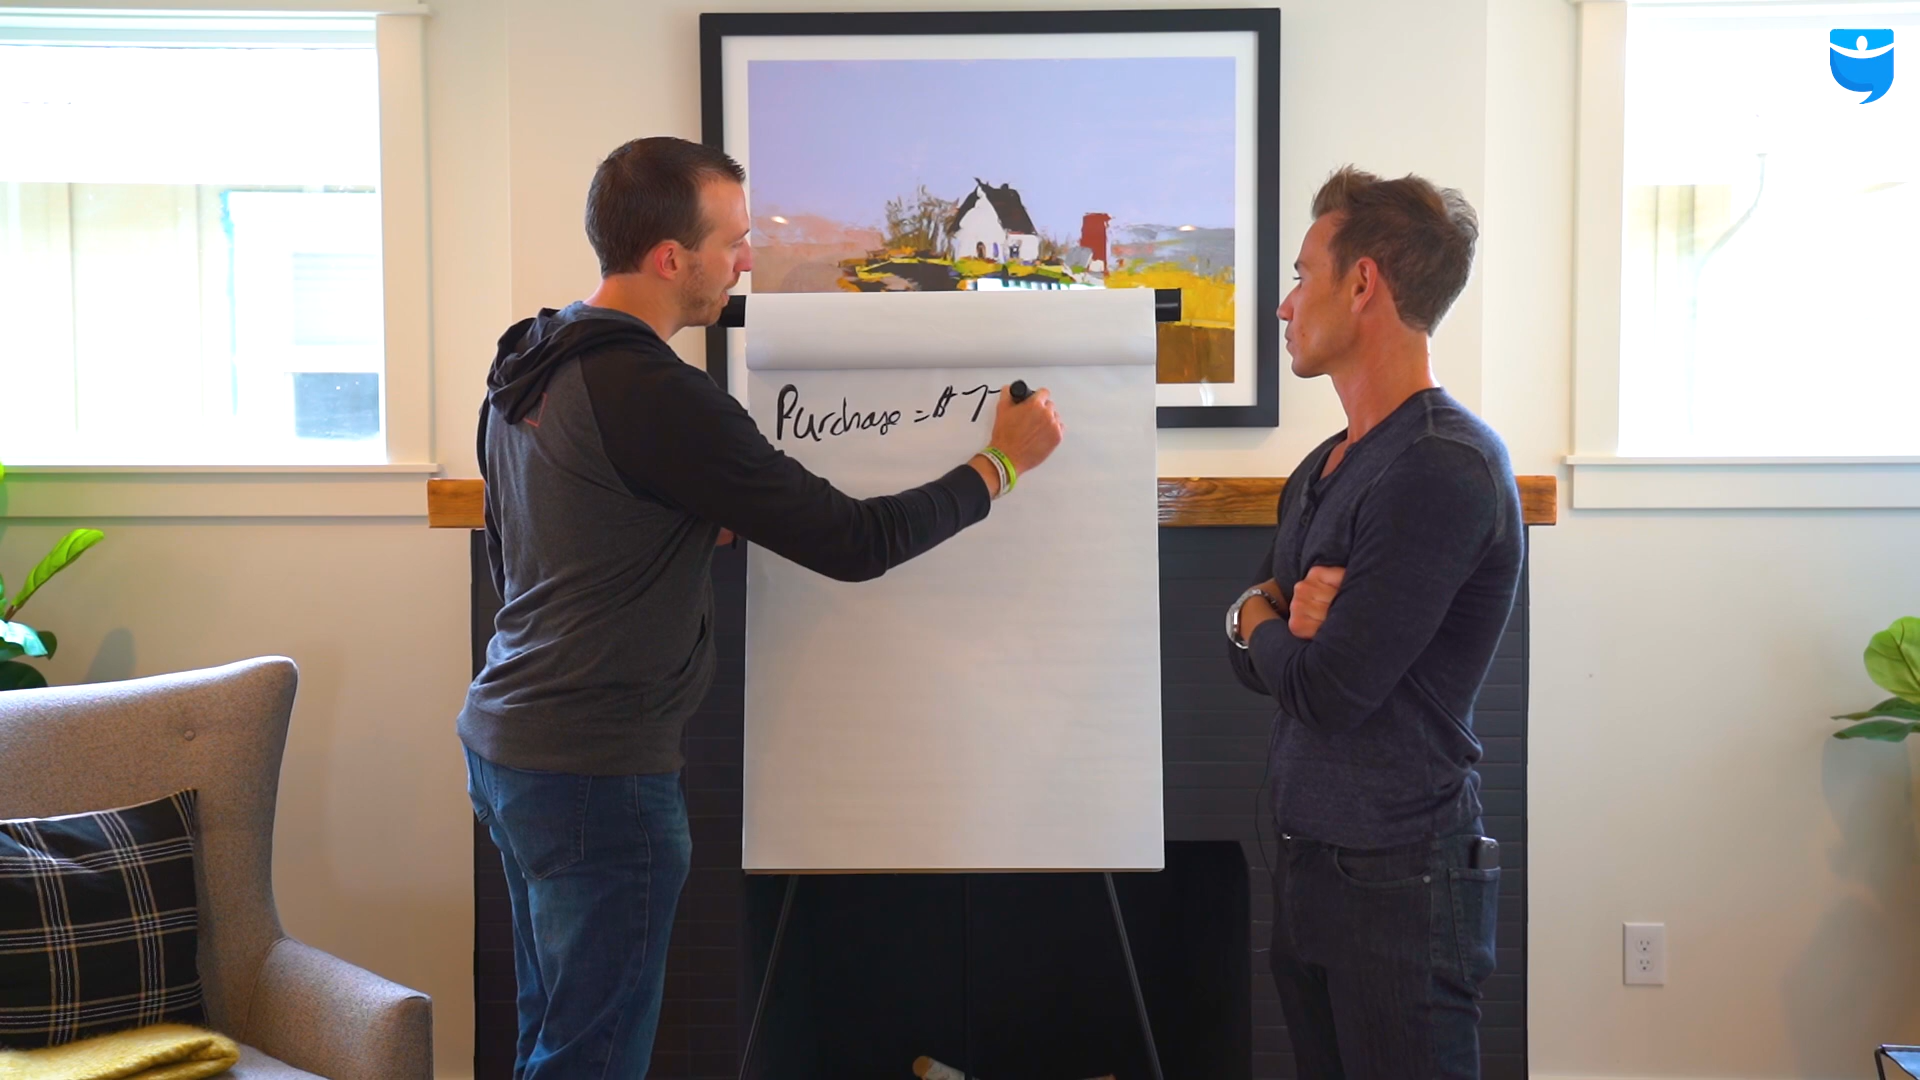 Purchase = $ 7